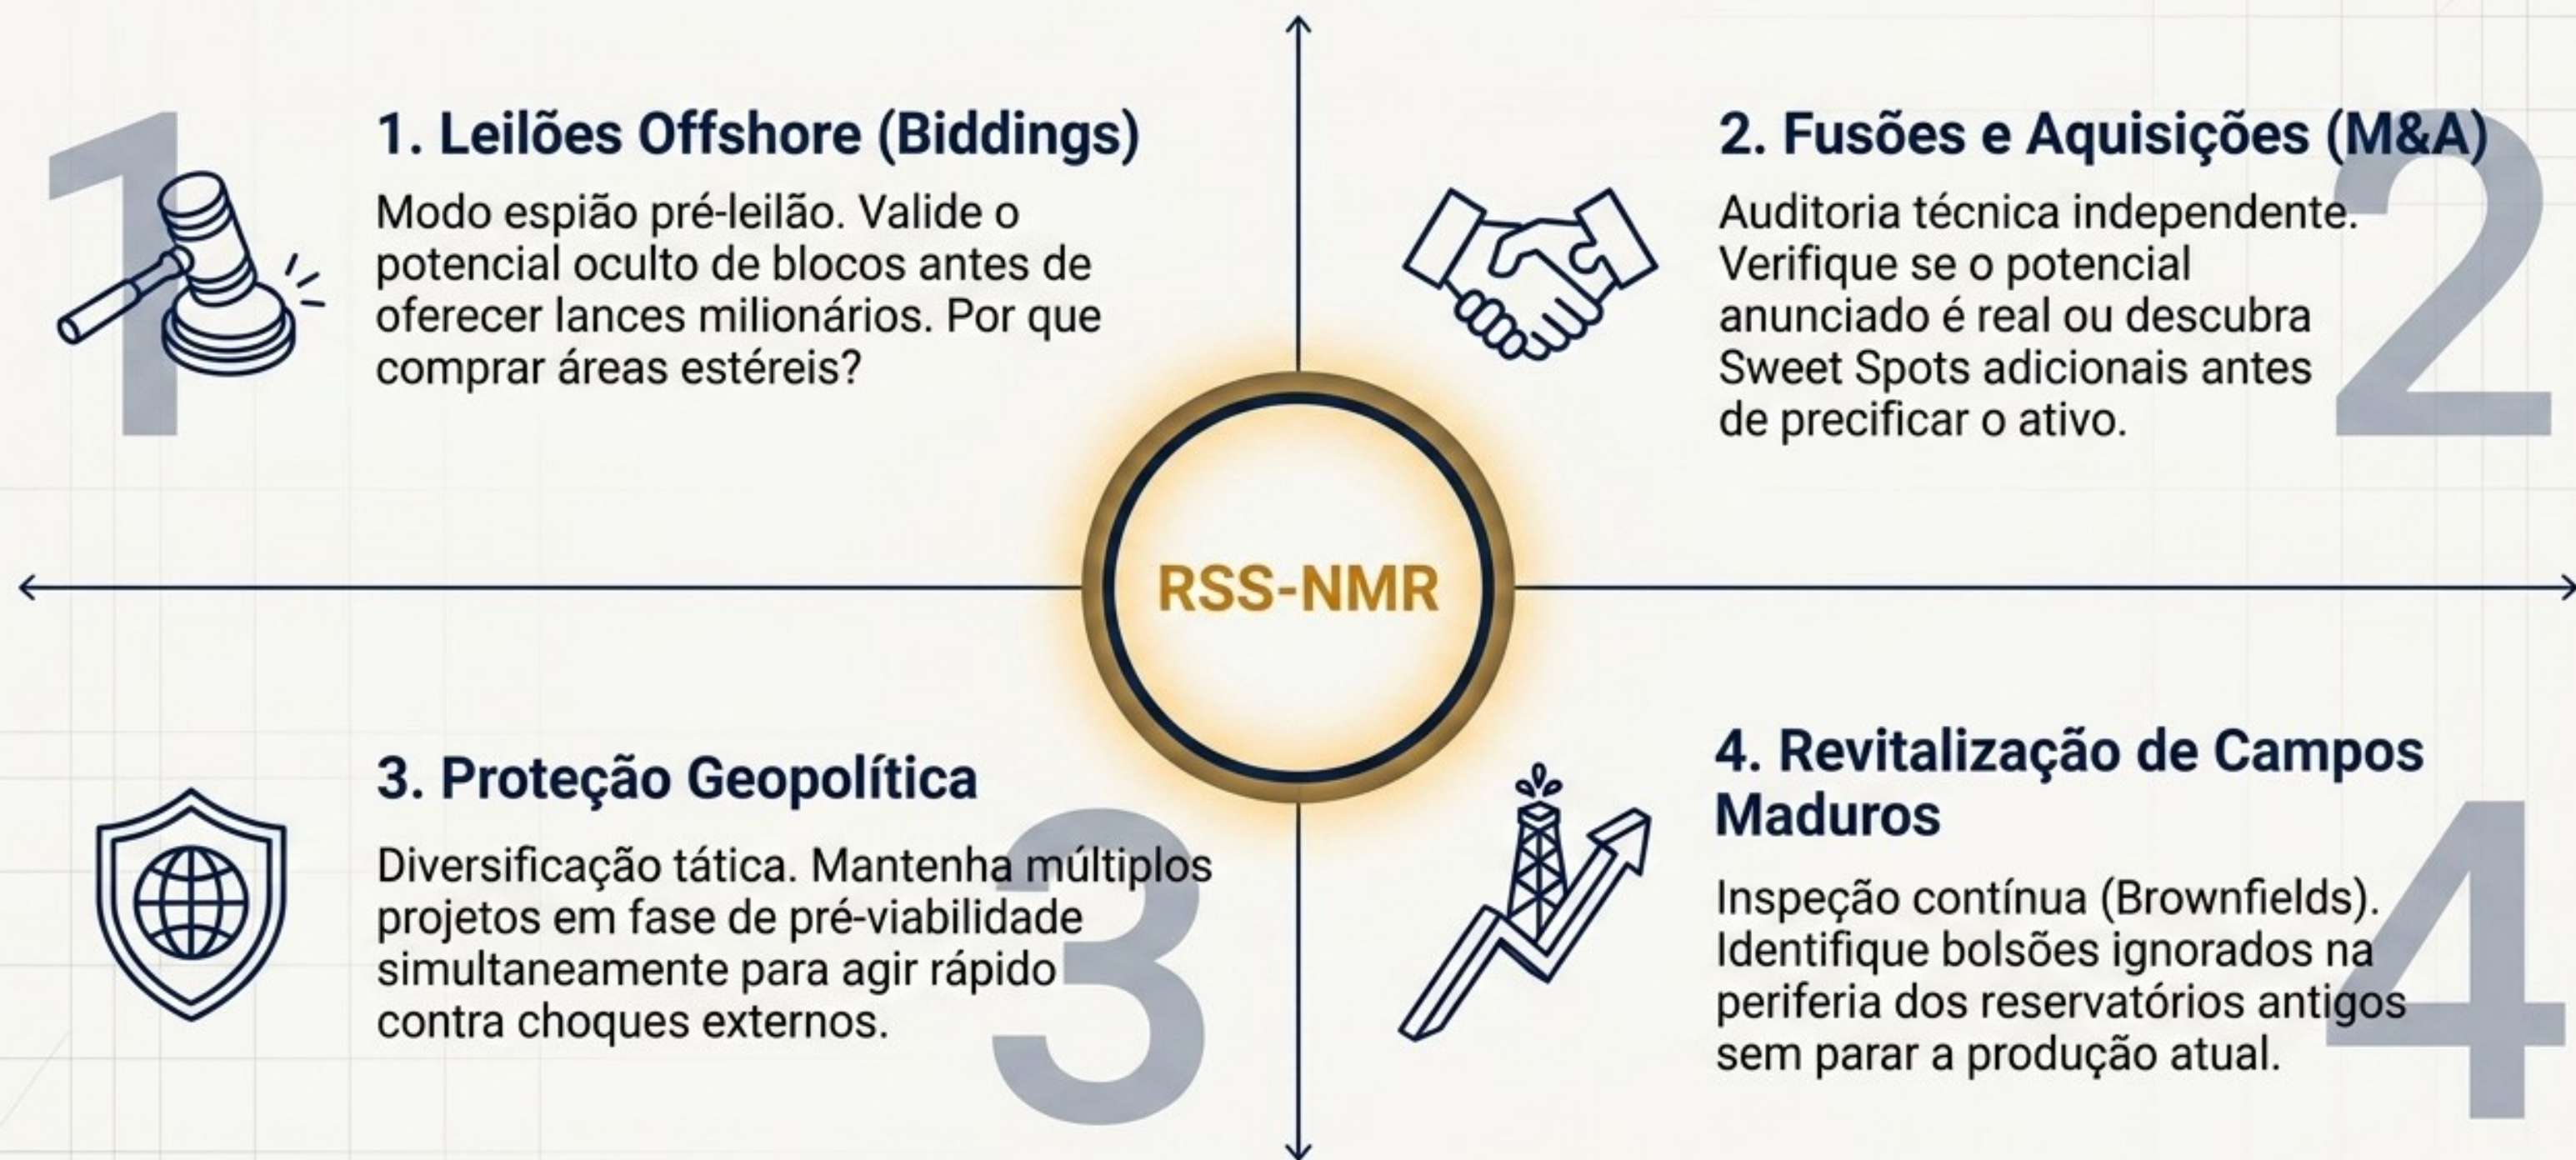 1
1. Leilões Offshore (Biddings)
Modo espião pré-leilão. Valide o
potencial oculto de blocos antes de
oferecer lances milionários. Por que
comprar áreas estéreis?
2
2. Fusões e Aquisições (M&A)
Auditoria técnica independente.
Verifique se o potencial
anunciado é real ou descubra
Sweet Spots adicionais antes
de precificar o ativo.
RSS-NMR
3
3. Proteção Geopolítica
Diversificação tática. Mantenha múltiplos
projetos em fase de pré-viabilidade
simultaneamente para agir rápido
contra choques externos.
4
4. Revitalização de Campos
Maduros
Inspeção contínua (Brownfields).
Identifique bolsões ignorados na
periferia dos reservatórios antigos
sem parar a produção atual.